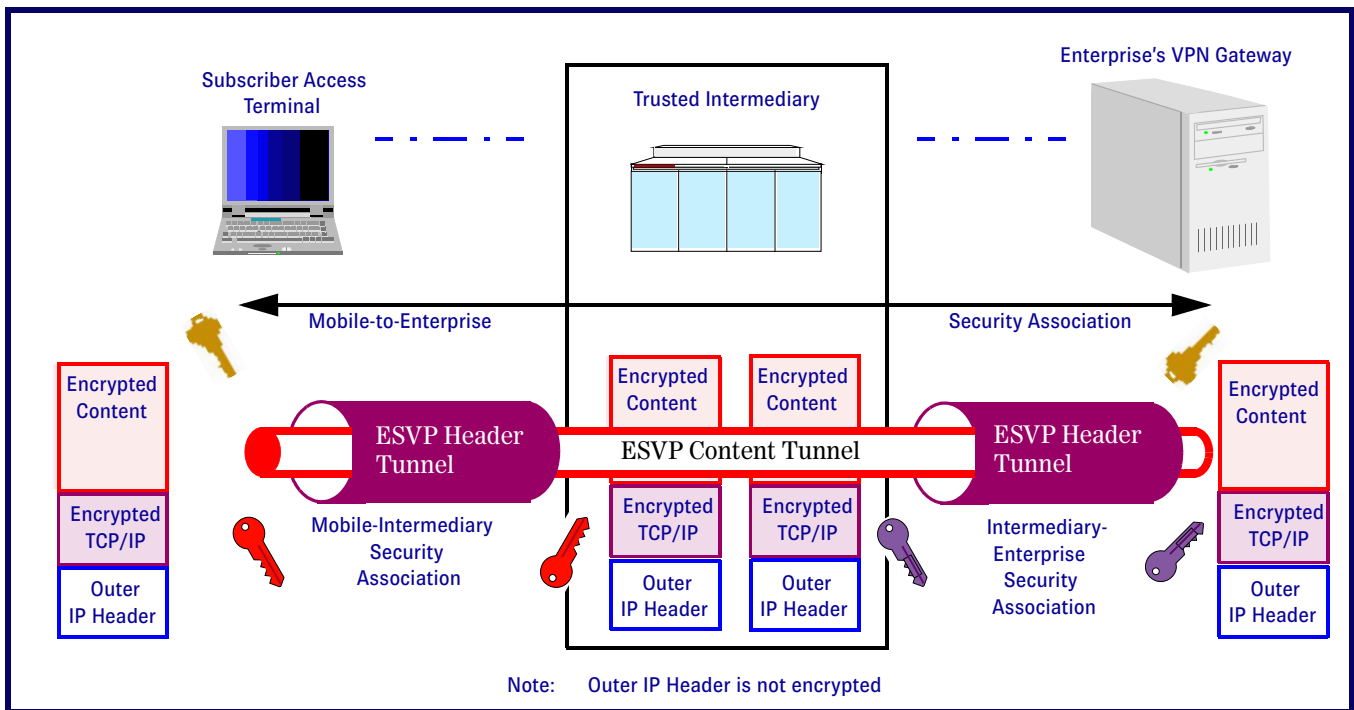 Subscriber Access
Terminal
Trusted Intermediary
Enterprise's VPN Gateway
Mobile-to-Enterprise
Security Association
Encrypted
Content
Encrypted
TCP/IP
Outer
IP Header
ESVP Header
Tunnel
Mobile-Intermediary
Security
Association
Encrypted
Content
Encrypted
Content
ESVP Content Tunnel
Encrypted
TCP/IP
Encrypted
TCP/IP
Outer
IP Header
Outer
IP Header
ESVP Header
Tunnel
Intermediary-
Enterprise
Security
Association
Encrypted
Content
Encrypted
TCP/IP
Outer
IP Header
Note: Outer IP Header is not encrypted